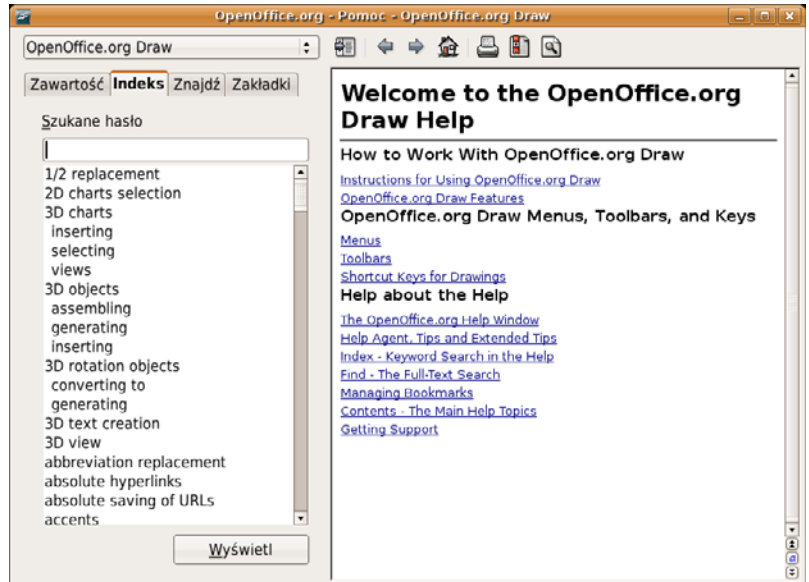 OpenOffice.org - Pomoc - OpenOffice.org Draw
OpenOffice.org Draw
Zawartość Indeks Znajdź Zakładki
Szukane hasło
1/2 replacement
2D charts selection
3D charts
inserting
selecting
views
3D objects
assembling
generating
inserting
3D rotation objects
converting to
generating
3D text creation
3D view
abbreviation replacement
absolute hyperlinks
absolute saving of URLs
accents
Wyświetl
Welcome to the OpenOffice.org
Draw Help
How to Work With OpenOffice.org Draw
Instructions for Using OpenOffice.org Draw
OpenOffice.org Draw Features
OpenOffice.org Draw Menus, Toolbars, and Keys
Menus
Toolbars
Shortcut Keys for Drawings
Help about the Help
The OpenOffice.org Help Window
Help Agent, Tips and Extended Tips
Index - Keyword Search in the Help
Find - The Full-Text Search
Managing Bookmarks
Contents - The Main Help Topics
Getting Support